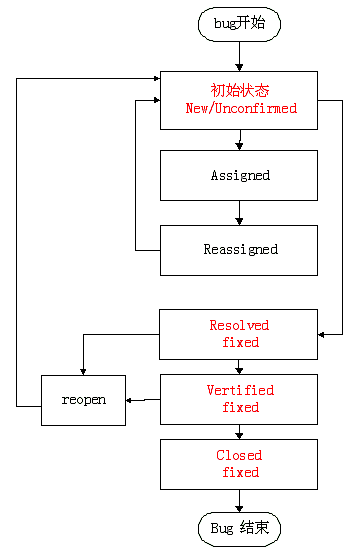 bug开始
初始状态
New/Unconfirmed
Assigned
Reassigned
Resolved
fixed
reopen
Vertified
fixed
Closed
fixed
Bug 结束